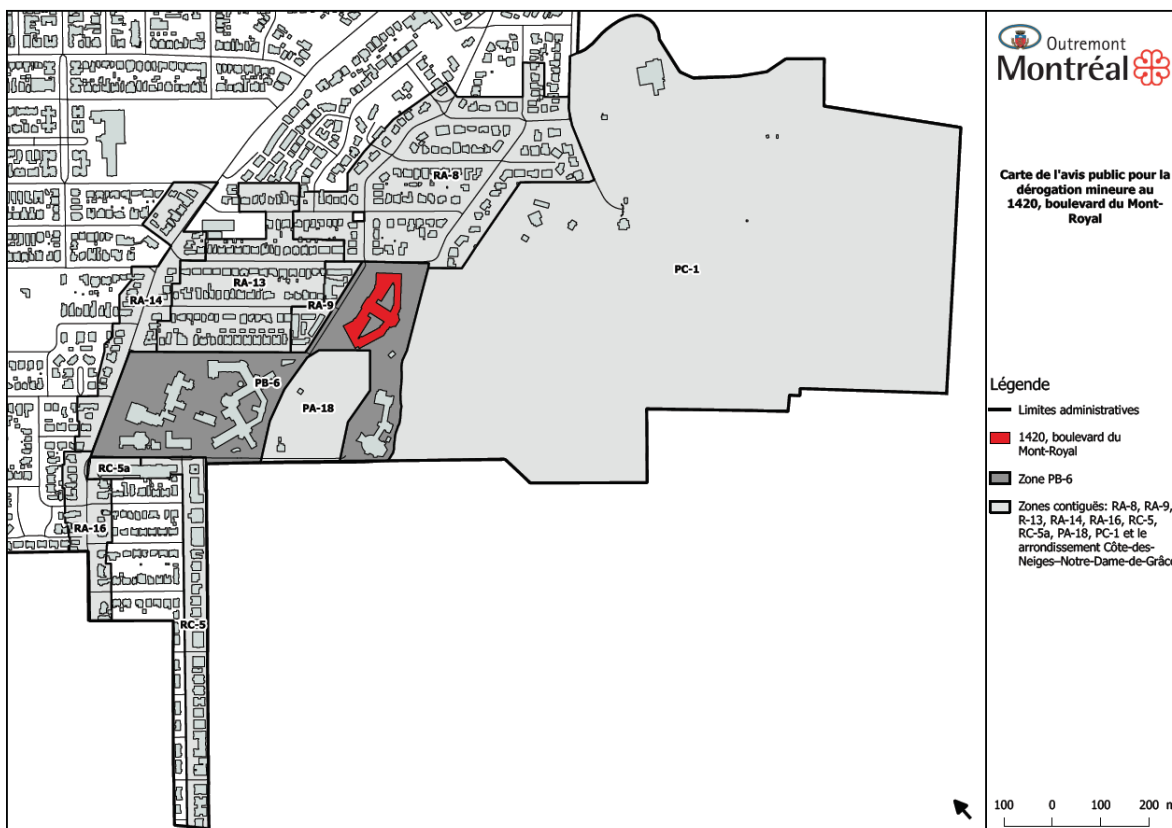 Outremont
Montréal
Carte de l'avis public pour la
dérogation mineure au
1420, boulevard du Mont-
Royal
Légende
Limites administratives
1420, boulevard du
Mont-Royal
Zone PB-6
Zones contiguës: RA-8, RA-9,
R-13, RA-14, RA-16, RC-5,
RC-5a, PA-18, PC-1 et le
arrondissement Côte-des-
Neiges–Notre-Dame-de-Grâce
100 0 100 200 m
RA-8
PC-1
RA-13
RA-14
RA-9
PB-6
PA-18
RC-5a
RA-16
RC-5